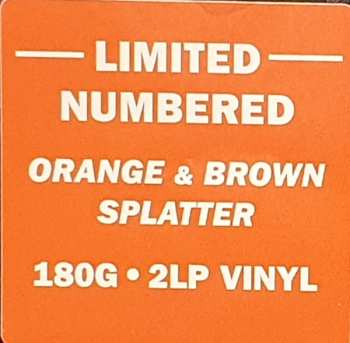 LIMITED
NUMBERED
ORANGE & BROWN
SPLATTER
180G • 2LP VINYL